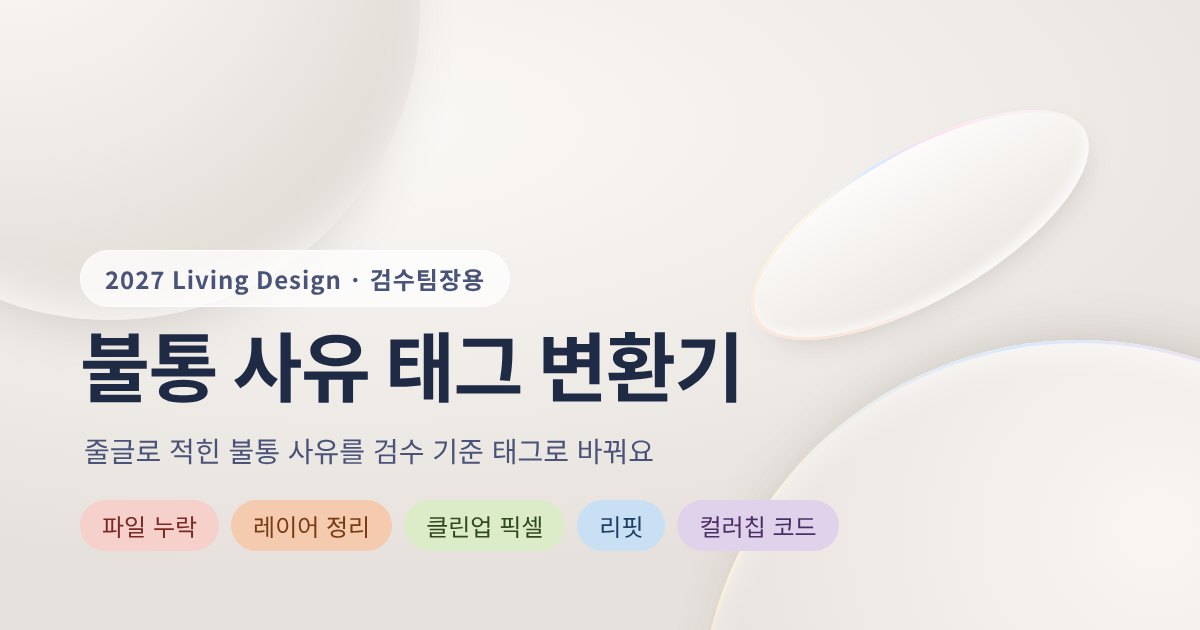 2027 Living Design · 검수팀장용
불통 사유 태그 변환기
줄글로 적힌 불통 사유를 검수 기준 태그로 바꿔요
파일 누락 레이어 정리 클린업 픽셀 리핏 컬러칩 코드